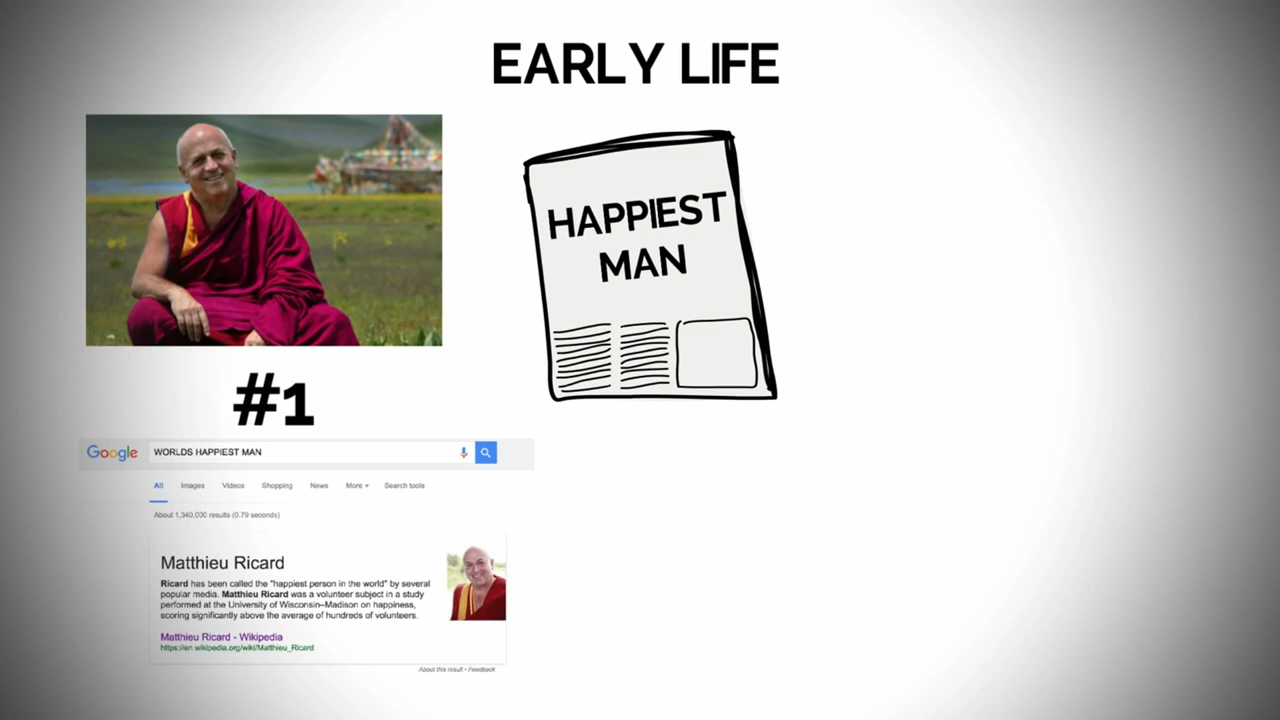 EARLY LIFE
HAPPIEST
MAN
#1
Google WORLDS HAPPIEST MAN
All Images Videos Shopping News More Search tools
About 1,340,000 results (0.79 seconds)
Matthieu Ricard
Ricard has been called the "happiest person in the world" by several
popular media. Matthieu Ricard was a volunteer subject in a study
performed at the University of Wisconsin–Madison on happiness,
scoring significantly above the average of hundreds of volunteers.
Matthieu Ricard - Wikipedia
https://en.wikipedia.org/wiki/Matthieu_Ricard
About this result • Feedback